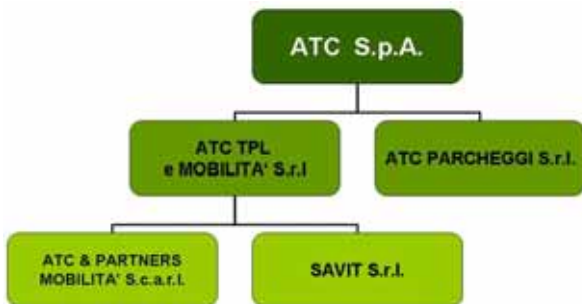 ATC S.p.A.
ATC TPL
e MOBILITA' S.r.l
ATC PARCHEGGI S.r.l.
ATC & PARTNERS
MOBILITA' S.c.a.r.l.
SAVIT S.r.l.